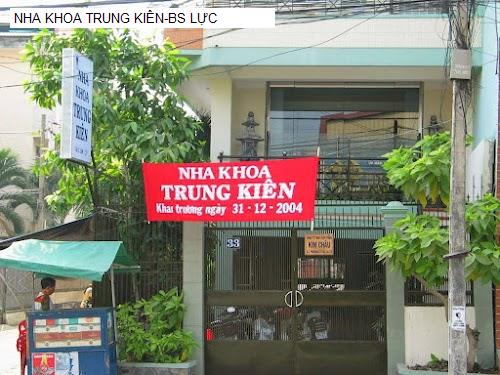 NHA KHOA TRUNG KIÊN-BS LỰC
NHA
KHOA
TRUNG
KIÊN
NHA KHOA
TRUNG KIÊN
Khai trương ngày 31 - 12 - 2004
33
KIM CHÂU